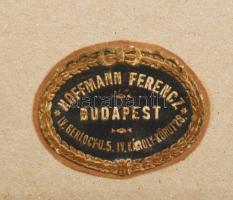 HOFFMANN FERENCZ
BUDAPEST
IV. GERLÓCZY-U. 5. IV. KÁROLY-KÖRÚT 28.